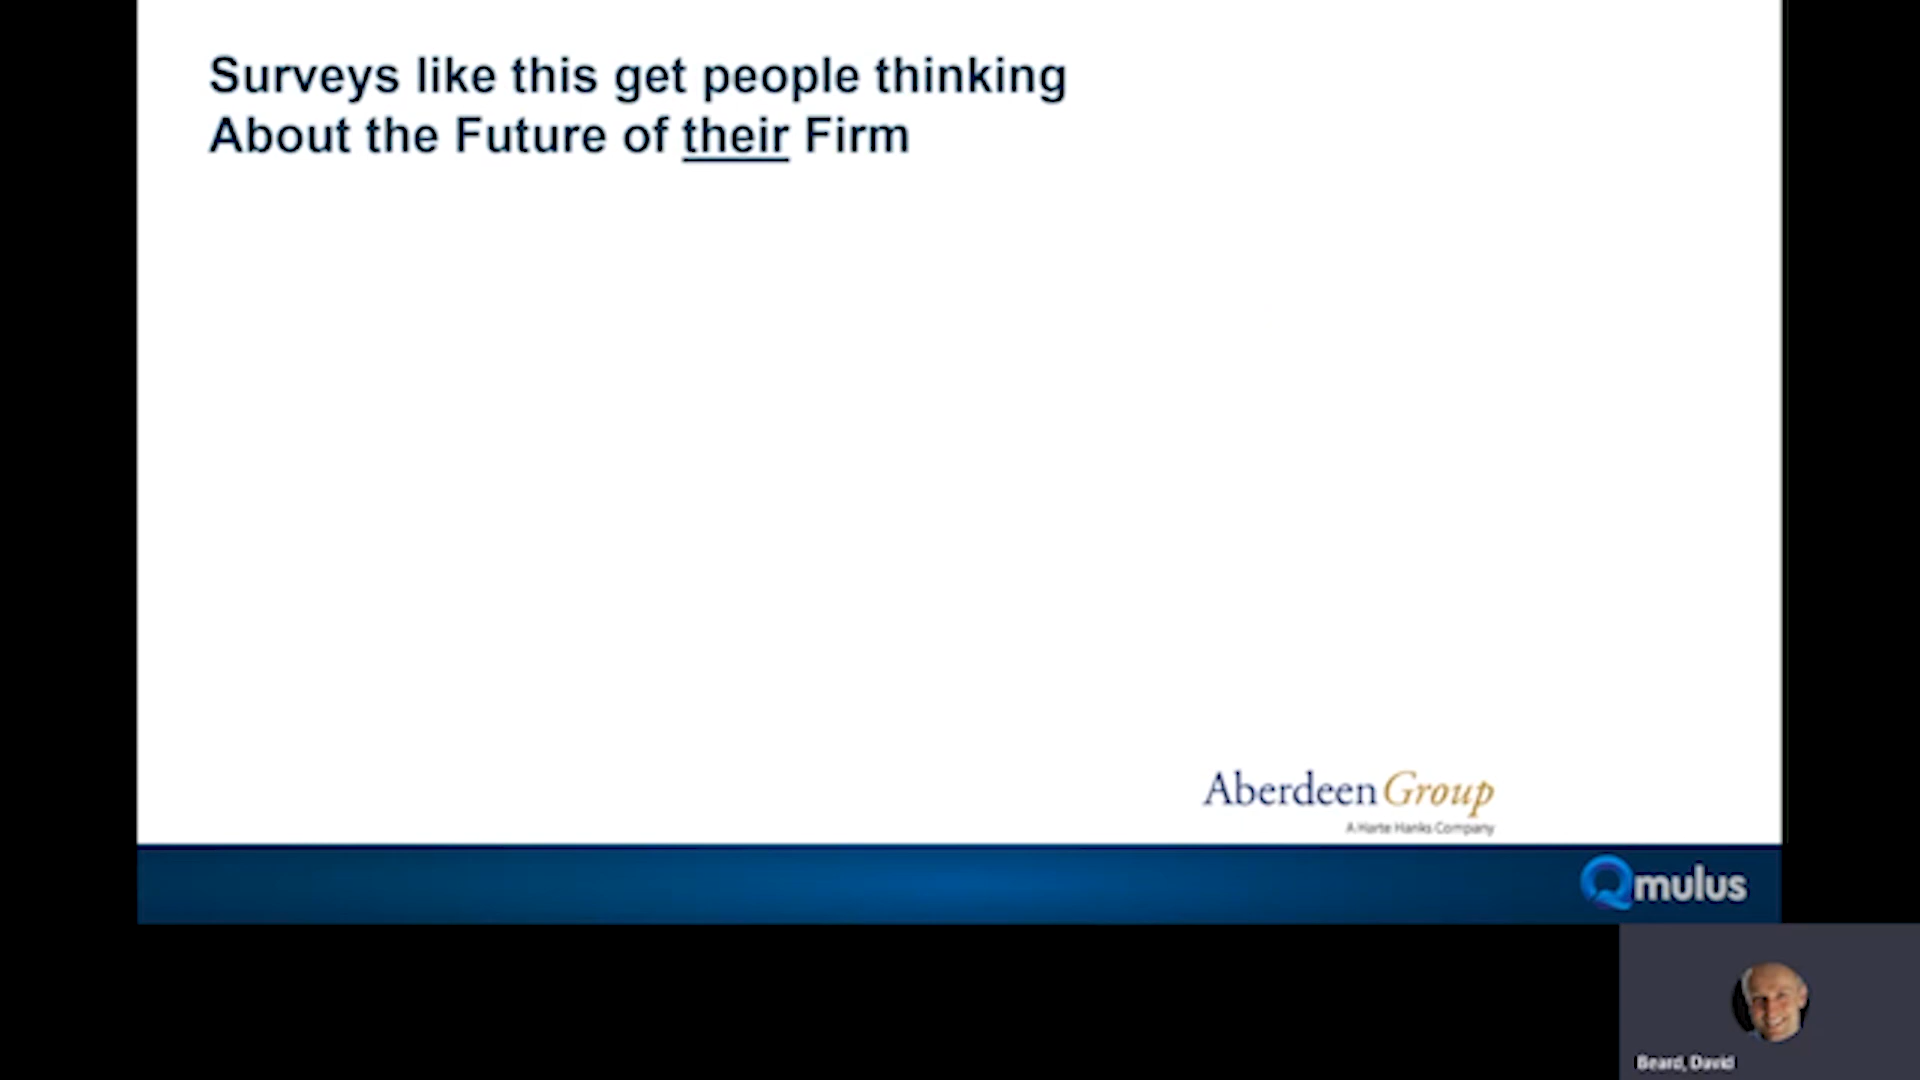 Surveys like this get people thinking
About the Future of their Firm
Aberdeen Group
A Harte Hanks Company
Qmulus
Beard, David